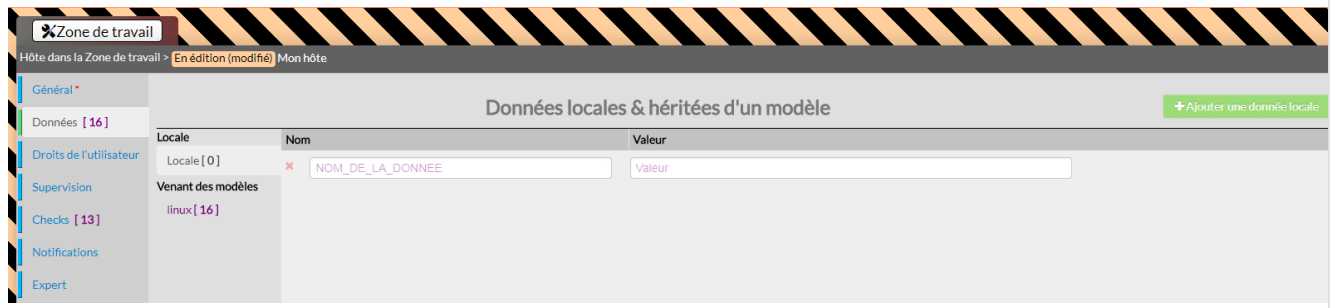 Zone de travail
Hôte dans la Zone de travail > En édition (modifié) Mon hôte
Général *
Données [ 16 ]
Droits de l'utilisateur
Supervision
Checks [ 13 ]
Notifications
Expert
Données locales & héritées d'un modèle
+ Ajouter une donnée locale
Locale
Locale [ 0 ]
Venant des modèles
linux [ 16 ]
Nom Valeur
NOM_DE_LA_DONNEE Valeur